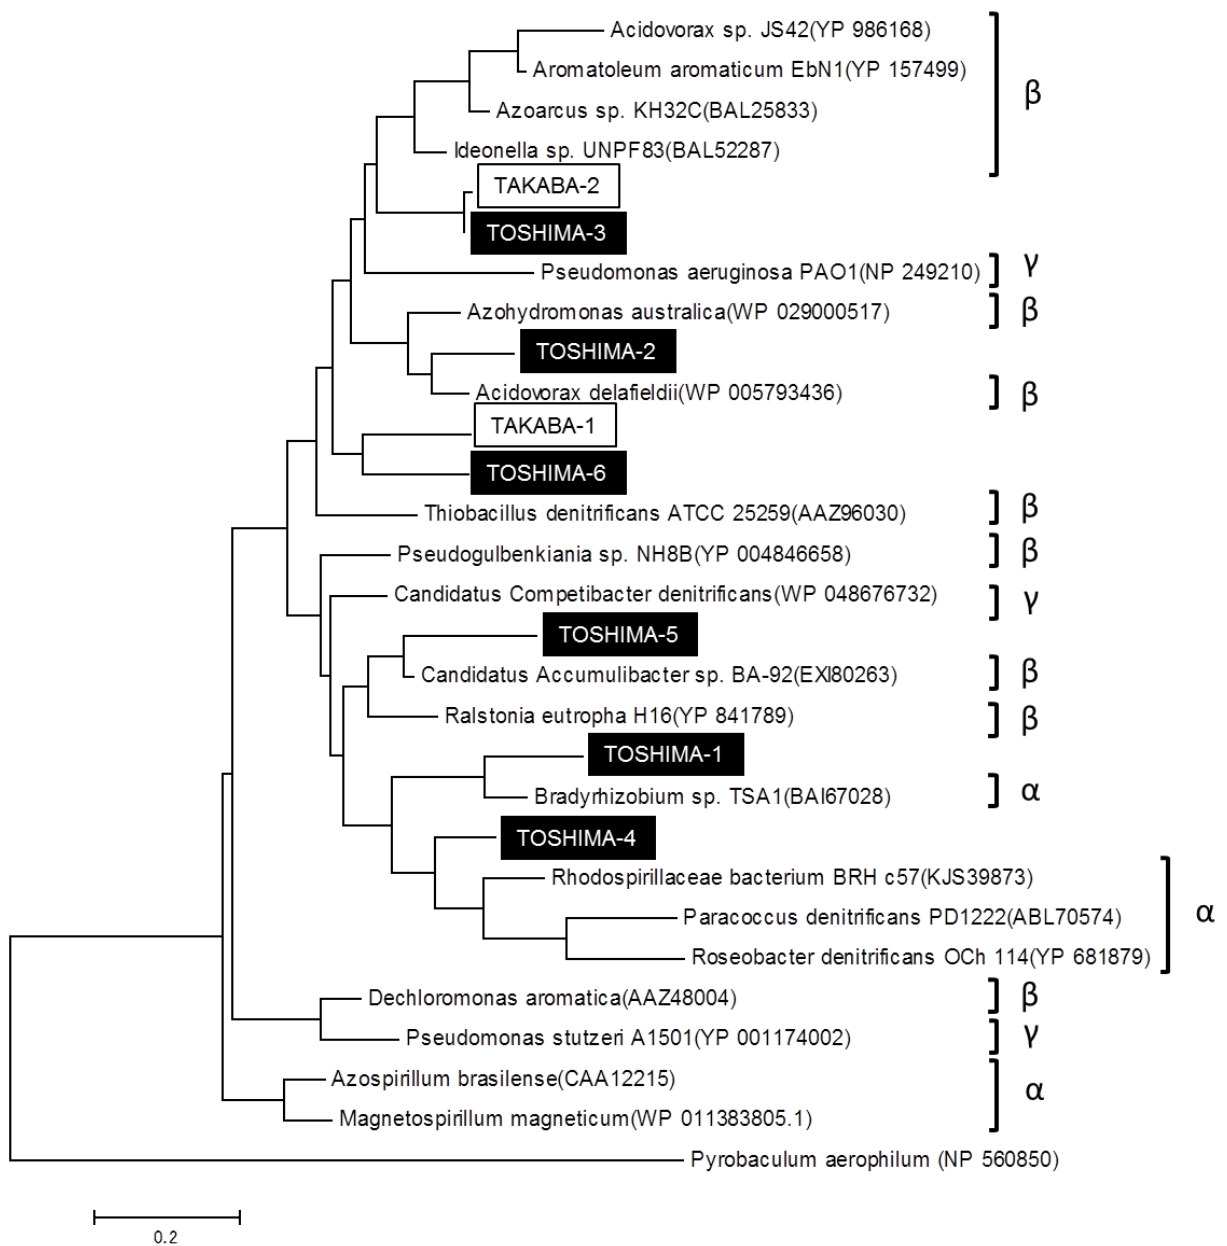 Acidovorax sp. JS42(YP 986168)
Aromatoleum aromaticum EbN1(YP 157499)
β
Azoarcus sp. KH32C(BAL25833)
Ideonella sp. UNPF83(BAL52287)
TAKABA-2
TOSHIMA-3
Pseudomonas aeruginosa PAO1(NP 249210) γ
Azohydromonas australica(WP 029000517) β
TOSHIMA-2
Acidovorax delafieldii(WP 005793436) β
TAKABA-1
TOSHIMA-6
Thiobacillus denitrificans ATCC 25259(AAZ96030) β
Pseudogulbenkiania sp. NH8B(YP 004846658) β
Candidatus Competibacter denitrificans(WP 048676732) γ
TOSHIMA-5
Candidatus Accumulibacter sp. BA-92(EXI80263) β
Ralstonia eutropha H16(YP 841789) β
TOSHIMA-1
Bradyrhizobium sp. TSA1(BAI67028) α
TOSHIMA-4
Rhodospirillaceae bacterium BRH c57(KJS39873)
Paracoccus denitrificans PD1222(ABL70574) α
Roseobacter denitrificans OCh 114(YP 681879)
Dechloromonas aromatica(AAZ48004) β
Pseudomonas stutzeri A1501(YP 001174002) γ
Azospirillum brasilense(CAA12215) α
Magnetospirillum magneticum(WP 011383805.1)
Pyrobaculum aerophilum (NP 560850)
0.2